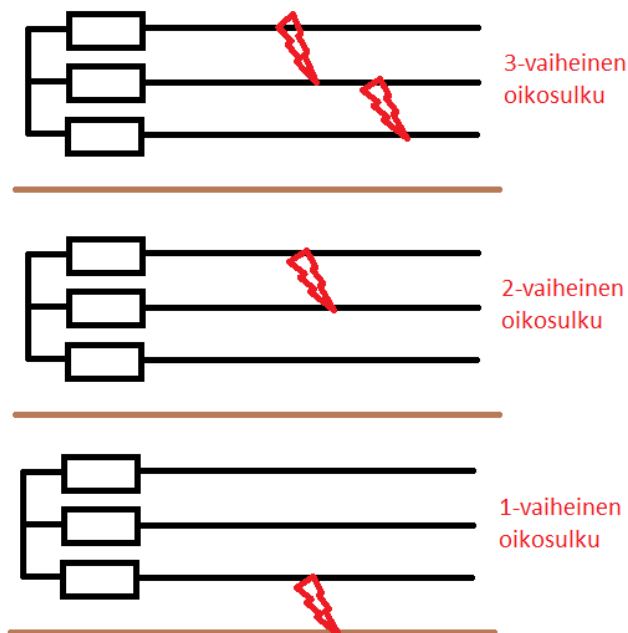 3-vaiheinen
oikosulku
2-vaiheinen
oikosulku
1-vaiheinen
oikosulku